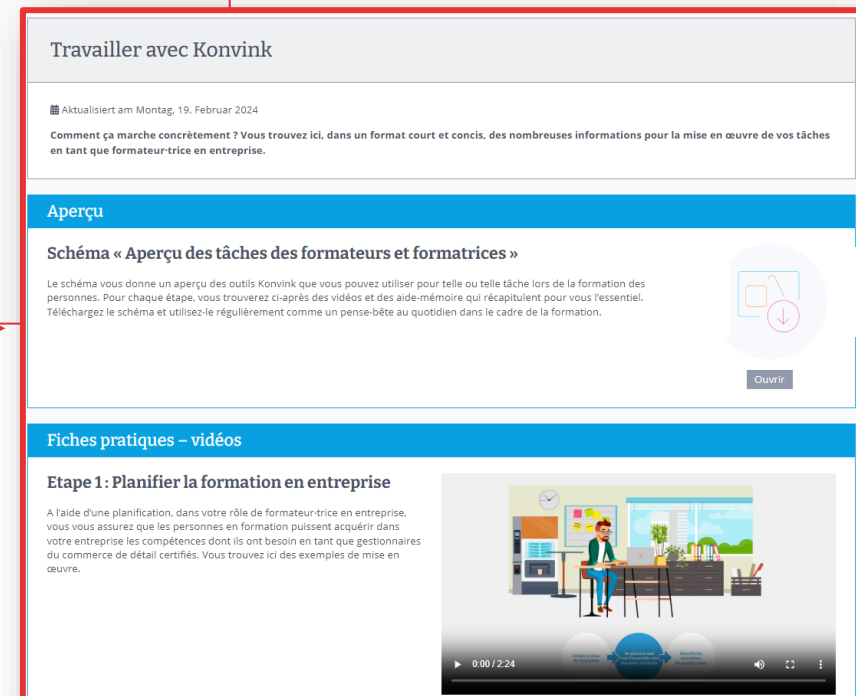 Travailler avec Konvink
Aktualisiert am Montag, 19. Februar 2024
Comment ça marche concrètement ? Vous trouvez ici, dans un format court et concis, des nombreuses informations pour la mise en œuvre de vos tâches
en tant que formateur·trice en entreprise.
Aperçu
Schéma « Aperçu des tâches des formateurs et formatrices »
Le schéma vous donne un aperçu des outils Konvink que vous pouvez utiliser pour telle ou telle tâche lors de la formation des
personnes. Pour chaque étape, vous trouverez ci-après des vidéos et des aide-mémoire qui récapitulent pour vous l'essentiel.
Téléchargez le schéma et utilisez-le régulièrement comme un pense-bête au quotidien dans le cadre de la formation.
Ouvrir
Fiches pratiques – vidéos
Etape 1 : Planifier la formation en entreprise
A l'aide d'une planification, dans votre rôle de formateur·trice en entreprise,
vous vous assurez que les personnes en formation puissent acquérir dans
votre entreprise les compétences dont ils ont besoin en tant que gestionnaires
du commerce de détail certifiés. Vous trouvez ici des exemples de mise en
œuvre.
0:00 / 2:24